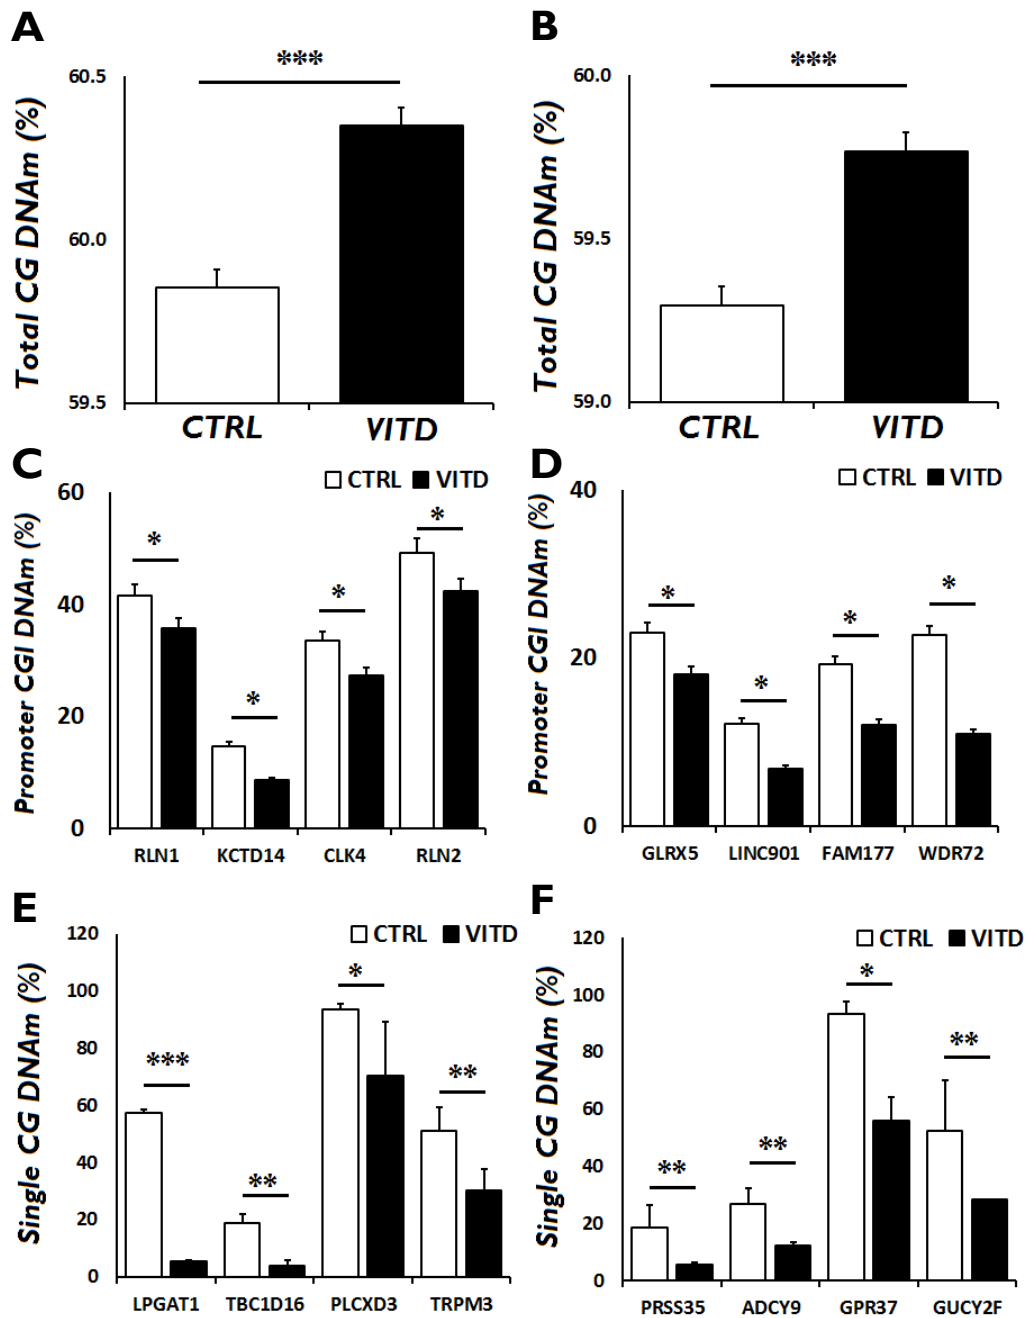 A
Total CG DNAm (%)
60.5
60.0
59.5
***
CTRL VITD
B
Total CG DNAm (%)
60.0
59.5
59.0
***
CTRL VITD
C
CTRL VITD
Promoter CGI DNAm (%)
60
40
20
0
* * * *
RLN1 KCTD14 CLK4 RLN2
D
CTRL VITD
Promoter CGI DNAm (%)
40
20
0
* * * *
GLRX5 LINC901 FAM177 WDR72
E
CTRL VITD
Single CG DNAm (%)
120
100
80
60
40
20
0
*** ** * **
LPGAT1 TBC1D16 PLCXD3 TRPM3
F
CTRL VITD
Single CG DNAm (%)
120
100
80
60
40
20
0
** ** * **
PRSS35 ADCY9 GPR37 GUCY2F